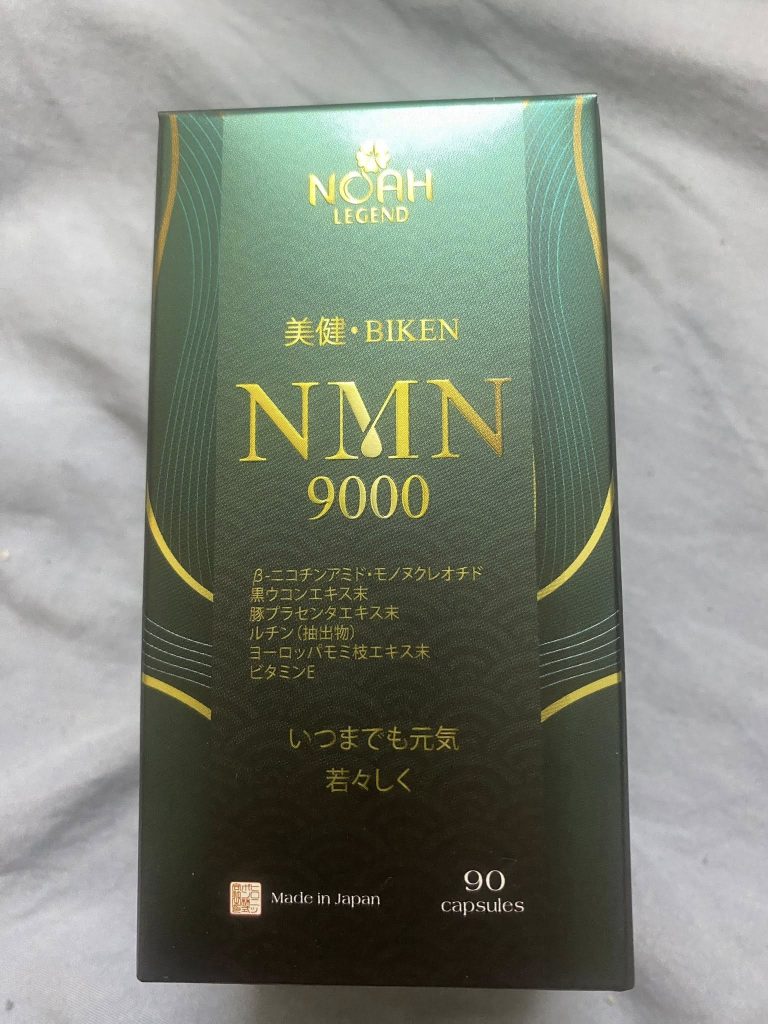 NOAH
LEGEND
美健・BIKEN
NMN
9000
β-ニコチンアミド・モノヌクレオチド
黒ウコンエキス末
豚プラセンタエキス末
ルチン(抽出物)
ヨーロッパモミ枝エキス末
ビタミンE
いつまでも元気
若々しく
Made in Japan
90
capsules